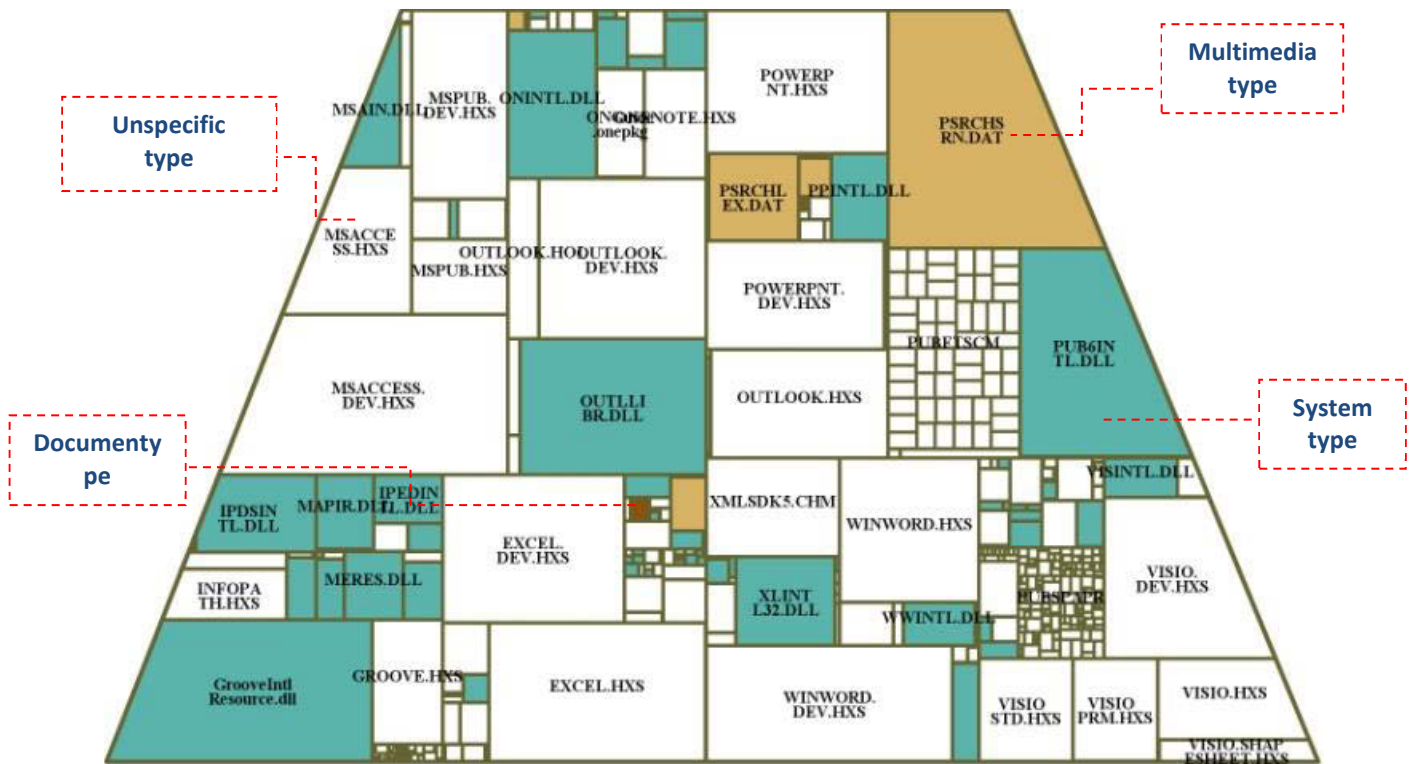 Multimedia
type
Unspecific
type
Documenty
pe
System
type
MSAIN.DLL
MSPUB.
DEV.HXS
ONINTL.DLL
.onepkg
POWERP
NT.HXS
PSRCHS
RN.DAT
PSRCHL
EX.DAT
PPINTL.DLL
MSACCE
SS.HXS
MSPUB.HXS
OUTLOOK.
DEV.HXS
POWERPNT.
DEV.HXS
PUBFTSCM
PUB6IN
TL.DLL
MSACCESS.
DEV.HXS
OUTLLI
BR.DLL
OUTLOOK.HXS
IPDSIN
TL.DLL
MAPIR.DLL
IPEDIN
TL.DLL
EXCEL.
DEV.HXS
XMLSDK5.CHM
WINWORD.HXS
VISINTL.DLL
INFOPA
TH.HXS
MERES.DLL
XLINT
L32.DLL
WWINTL.DLL
PUBSPAPR
VISIO.
DEV.HXS
GrooveIntl
Resource.dll
GROOVE.HXS
EXCEL.HXS
WINWORD.
DEV.HXS
VISIO
STD.HXS
VISIO
PRM.HXS
VISIO.HXS
VISIO.SHAP
ESHEET.HXS